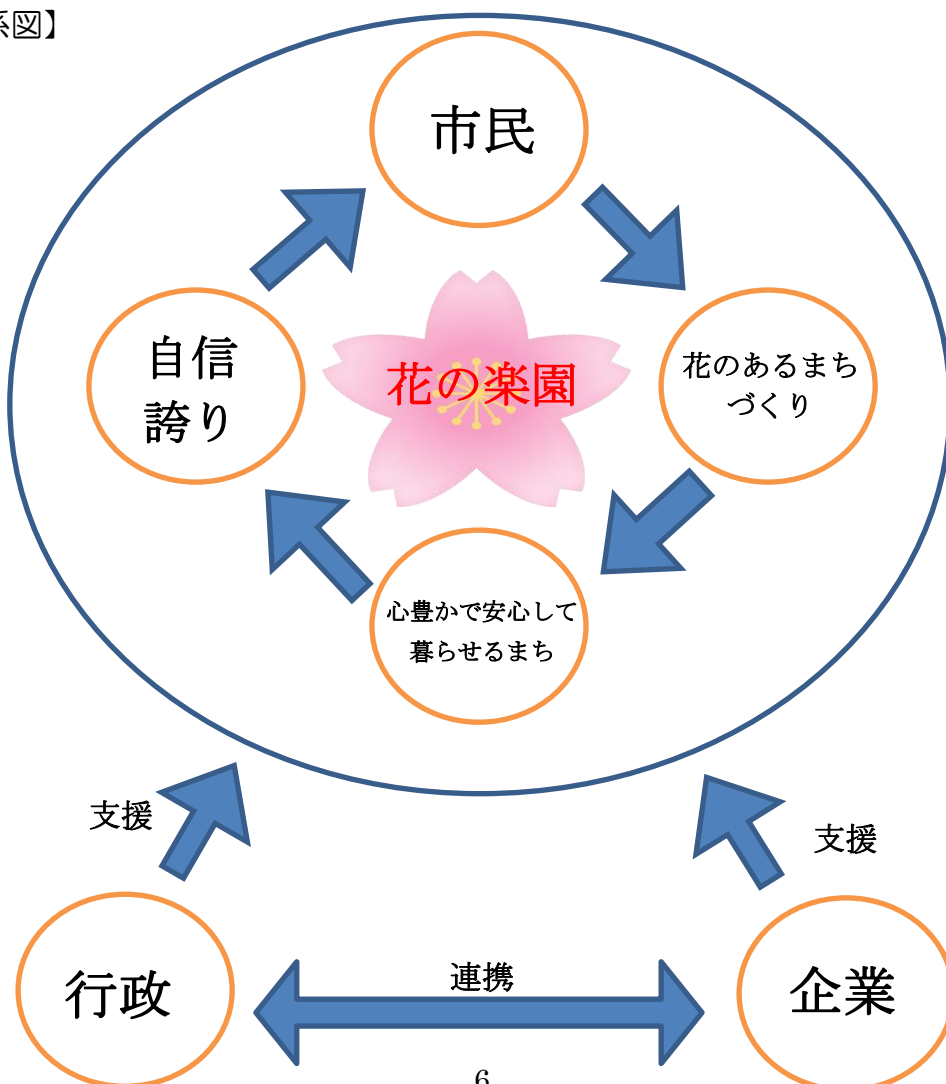 系図】
市民
自信
誇り
花の楽園
花のあるまち
づくり
心豊かで安心して
暮らせるまち
支援
支援
行政
連携
企業
6